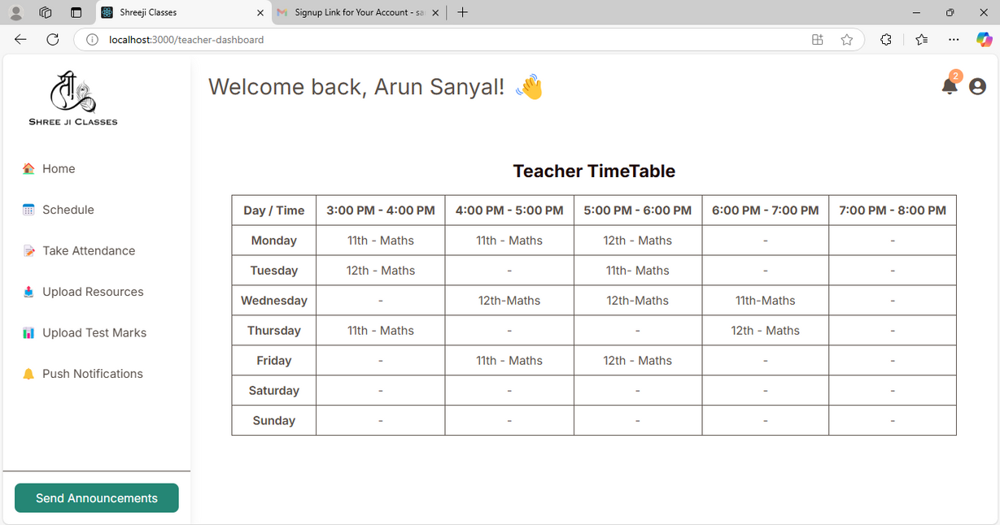 Shreeji Classes
Signup Link for Your Account - sa
localhost:3000/teacher-dashboard
श्री जी
SHREE JI CLASSES
Welcome back, Arun Sanyal! 👋
2
Home
Schedule
Take Attendance
Upload Resources
Upload Test Marks
Push Notifications
Send Announcements
Teacher TimeTable
Day / Time 3:00 PM - 4:00 PM 4:00 PM - 5:00 PM 5:00 PM - 6:00 PM 6:00 PM - 7:00 PM 7:00 PM - 8:00 PM
Monday 11th - Maths 11th - Maths 12th - Maths - -
Tuesday 12th - Maths - 11th- Maths - -
Wednesday - 12th-Maths 12th-Maths 11th-Maths -
Thursday 11th - Maths - - 12th - Maths -
Friday - 11th - Maths 12th - Maths - -
Saturday - - - - -
Sunday - - - - -